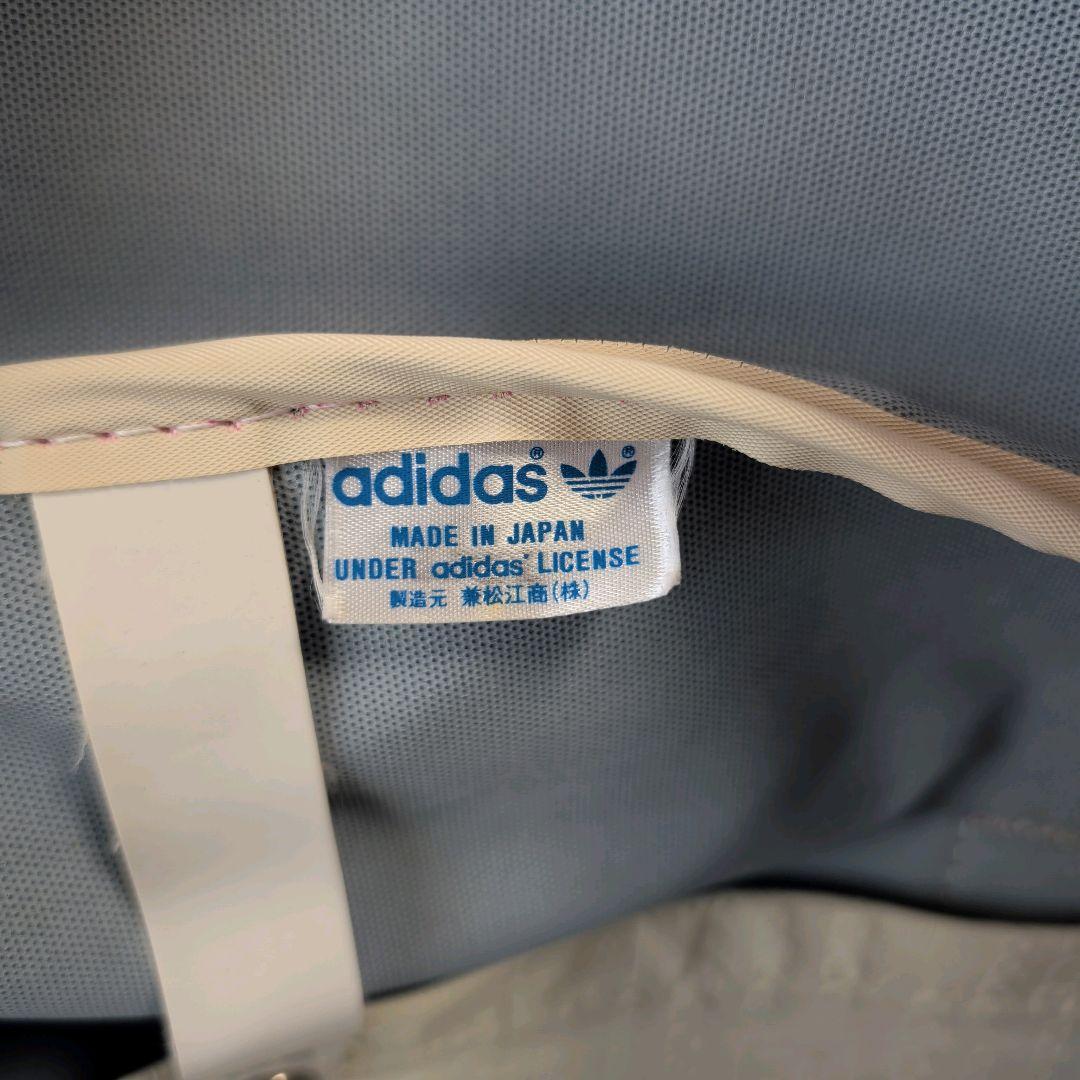 adidas® ®
MADE IN JAPAN
UNDER adidas® LICENSE
製造元 兼松江商(株)